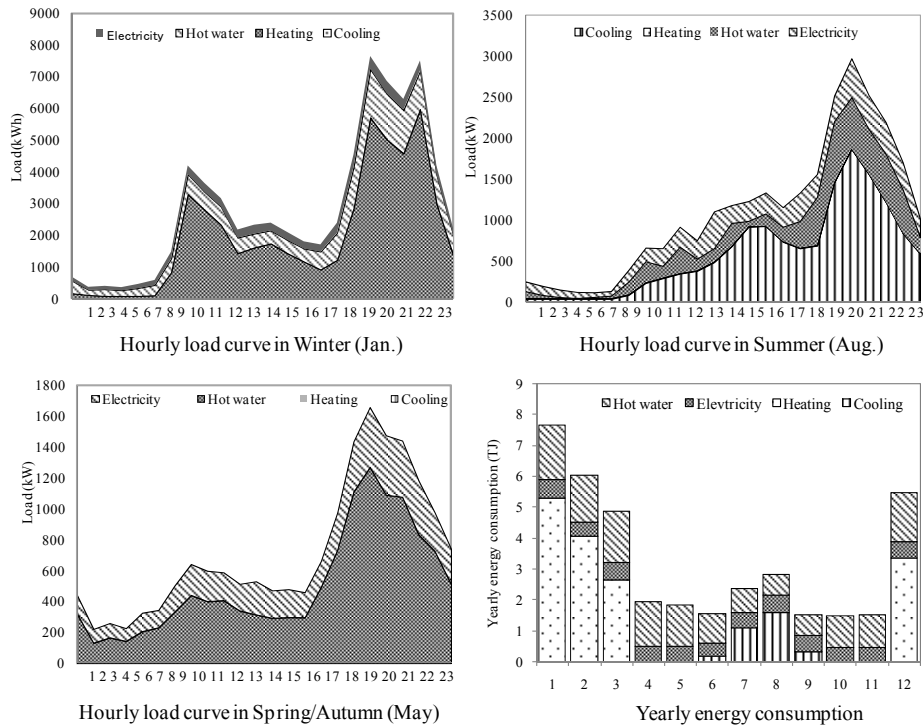 9000
8000
7000
6000
5000
4000
3000
2000
1000
0
Load(kWh)
Electricity Hot water Heating Cooling
1 2 3 4 5 6 7 8 9 10 11 12 13 14 15 16 17 18 19 20 21 22 23
Hourly load curve in Winter (Jan.)
3500
3000
2500
2000
1500
1000
500
0
Load(kW)
Cooling Heating Hot water Electricity
1 2 3 4 5 6 7 8 9 10 11 12 13 14 15 16 17 18 19 20 21 22 23
Hourly load curve in Summer (Aug.)
1800
1600
1400
1200
1000
800
600
400
200
0
Load(kW)
Electricity Hot water Heating Cooling
1 2 3 4 5 6 7 8 9 10 11 12 13 14 15 16 17 18 19 20 21 22 23
Hourly load curve in Spring/Autumn (May)
9
8
7
6
5
4
3
2
1
0
Yearly energy consumption (TJ)
Hot water Elevtricity Heating Cooling
1 2 3 4 5 6 7 8 9 10 11 12
Yearly energy consumption